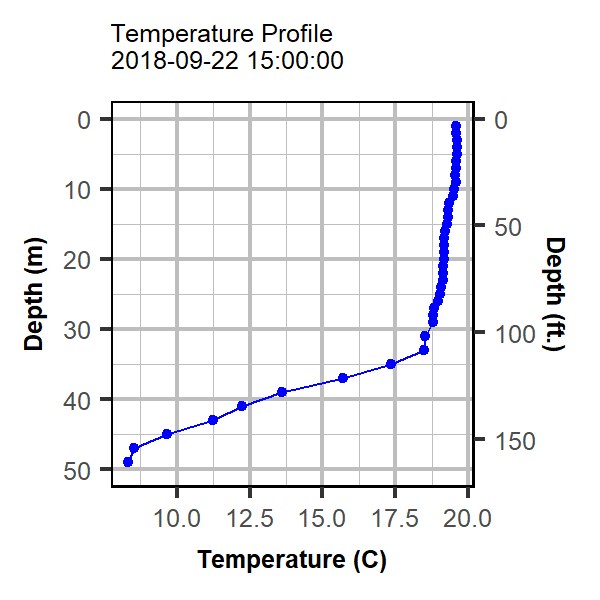 Temperature Profile
2018-09-22 15:00:00
0
10
20
30
40
50
Depth (m)
0
50
100
150
Depth (ft.)
10.0 12.5 15.0 17.5 20.0
Temperature (C)